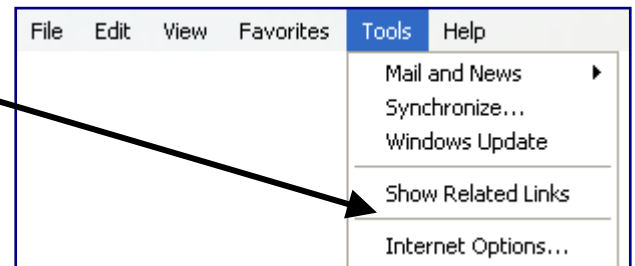 File Edit View Favorites Tools Help
Mail and News
Synchronize...
Windows Update
Show Related Links
Internet Options...